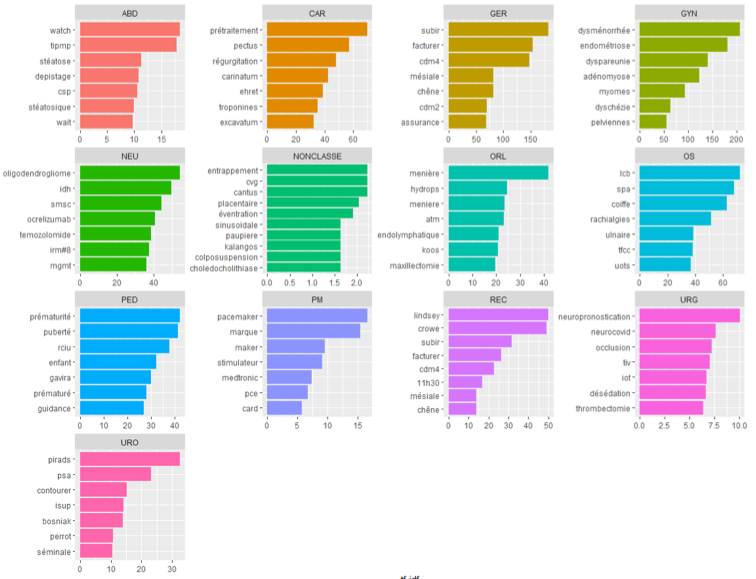 ABD
watch
tipmp
stéatose
depistage
csp
stéatosique
wait
0 5 10 15
CAR
prétraitement
pectus
régurgitation
carinatum
ehret
troponines
excavatum
0 20 40 60
GER
subir
facturer
cdm4
mésiale
chêne
cdm2
assurance
0 50 100 150
GYN
dysménorrhée
endométriose
dyspareunie
adénomyose
myomes
dyschézie
pelviennes
0 50 100 150 200
NEU
oligodendrogliome
idh
smsc
ocrelizumab
temozolomide
irm#8
mgmt
0 20 40
NONCLASSE
entrappement
cvg
cantus
placentaire
éventration
sinusoidale
paupiere
kalangos
colposuspension
choledocholithiase
0.0 0.5 1.0 1.5 2.0
ORL
menière
hydrops
meniere
atm
endolymphatique
koos
maxillectomie
0 10 20 30 40
OS
lcb
spa
coiffe
rachialgies
ulnaire
tfcc
uots
0 20 40 60
PED
prématurité
puberté
rciu
enfant
gavira
prématuré
guidance
0 10 20 30 40
PM
pacemaker
marque
maker
stimulateur
medtronic
pce
card
0 5 10 15
REC
lindsey
crowe
subir
facturer
cdm4
11h30
mésiale
chêne
0 10 20 30 40 50
URG
neuropronostication
neurocovid
occlusion
tiv
iot
désédation
thrombectomie
0.0 2.5 5.0 7.5 10.0
URO
pirads
psa
contourer
isup
bosniak
perrot
séminale
0 10 20 30